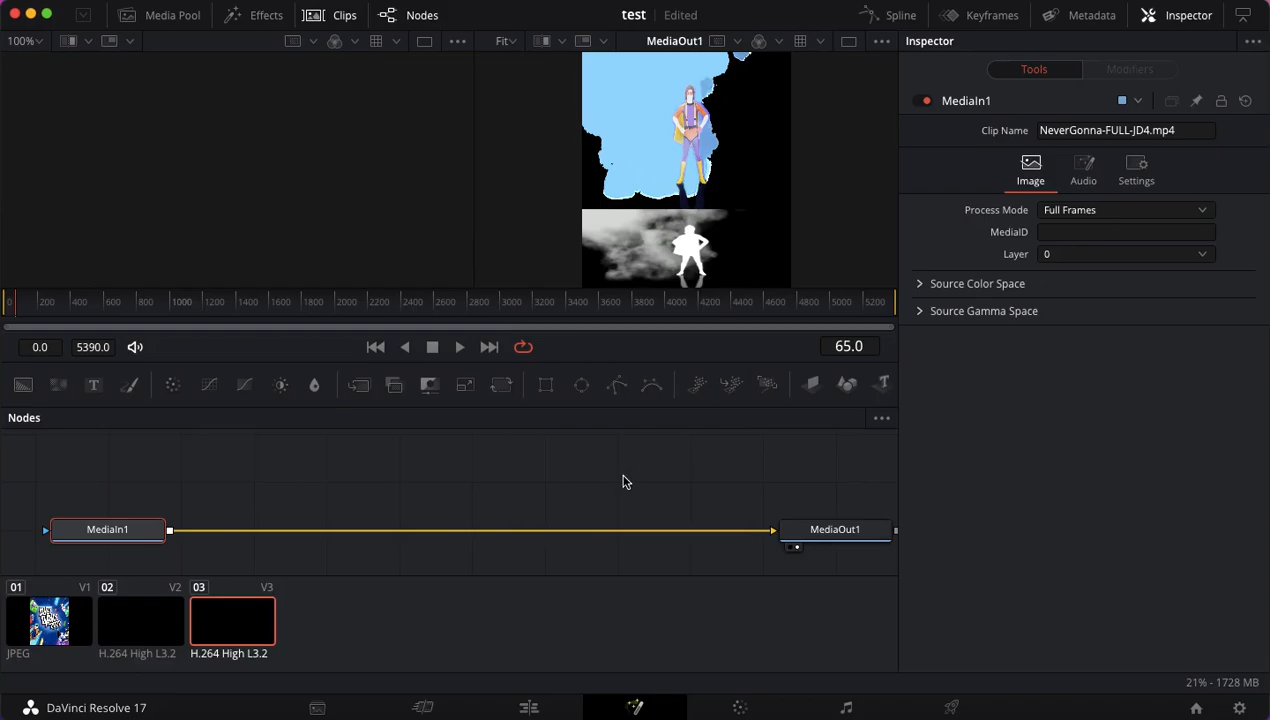 Media Pool Effects Clips Nodes test Edited Spline Keyframes Metadata Inspector
100% Fit MediaOut1 Inspector
Tools Modifiers
MediaIn1
Clip Name NeverGonna-FULL-JD4.mp4
Image Audio Settings
Process Mode Full Frames
MediaID
Layer 0
Source Color Space
Source Gamma Space
0 200 400 600 800 1000 1200 1400 1600 1800 2000 2200 2400 2600 2800 3000 3200 3400 3600 3800 4000 4200 4400 4600 4800 5000 5200
0.0 5390.0 65.0
T T
Nodes
MediaIn1 MediaOut1
01 V1 02 V2 03 V3
JPEG H.264 High L3.2 H.264 High L3.2
21% - 1728 MB
DaVinci Resolve 17